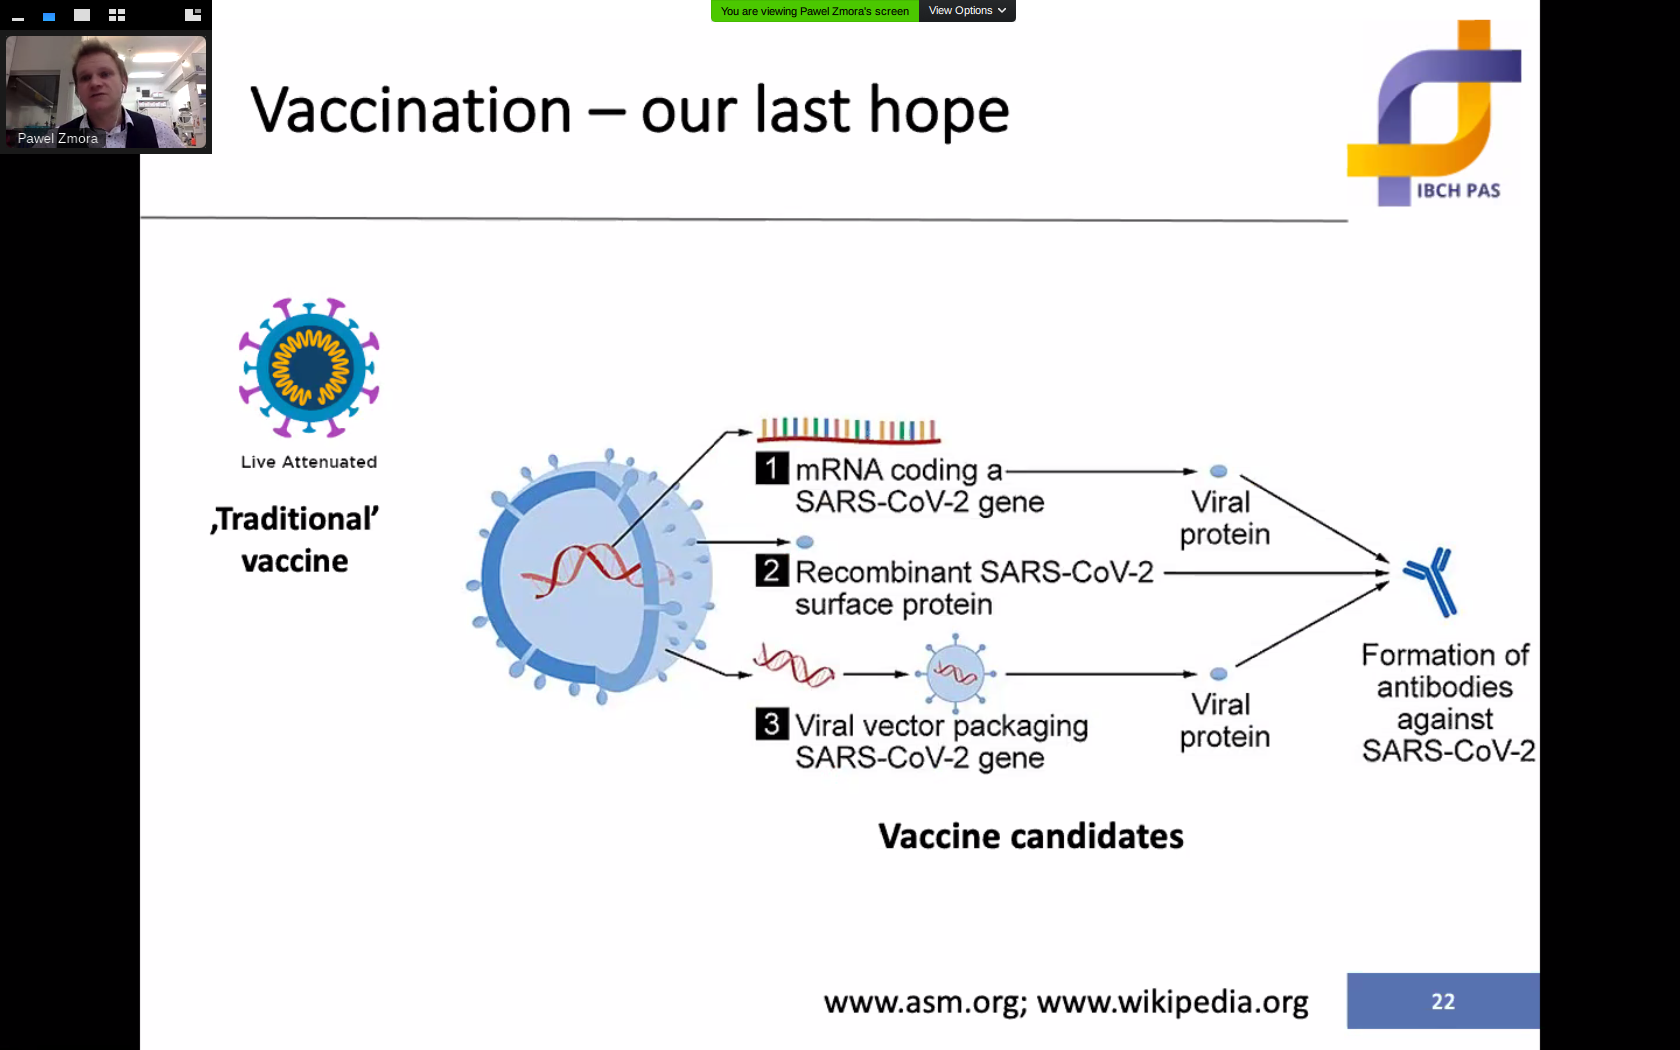 You are viewing Pawel Zmora's screen
View Options
Pawel Zmora
Vaccination – our last hope
IBCH PAS
Live Attenuated
‚Traditional’
vaccine
1 mRNA coding a
SARS-CoV-2 gene
Viral
protein
2 Recombinant SARS-CoV-2
surface protein
3 Viral vector packaging
SARS-CoV-2 gene
Viral
protein
Formation of
antibodies
against
SARS-CoV-2
Vaccine candidates
www.asm.org; www.wikipedia.org
22